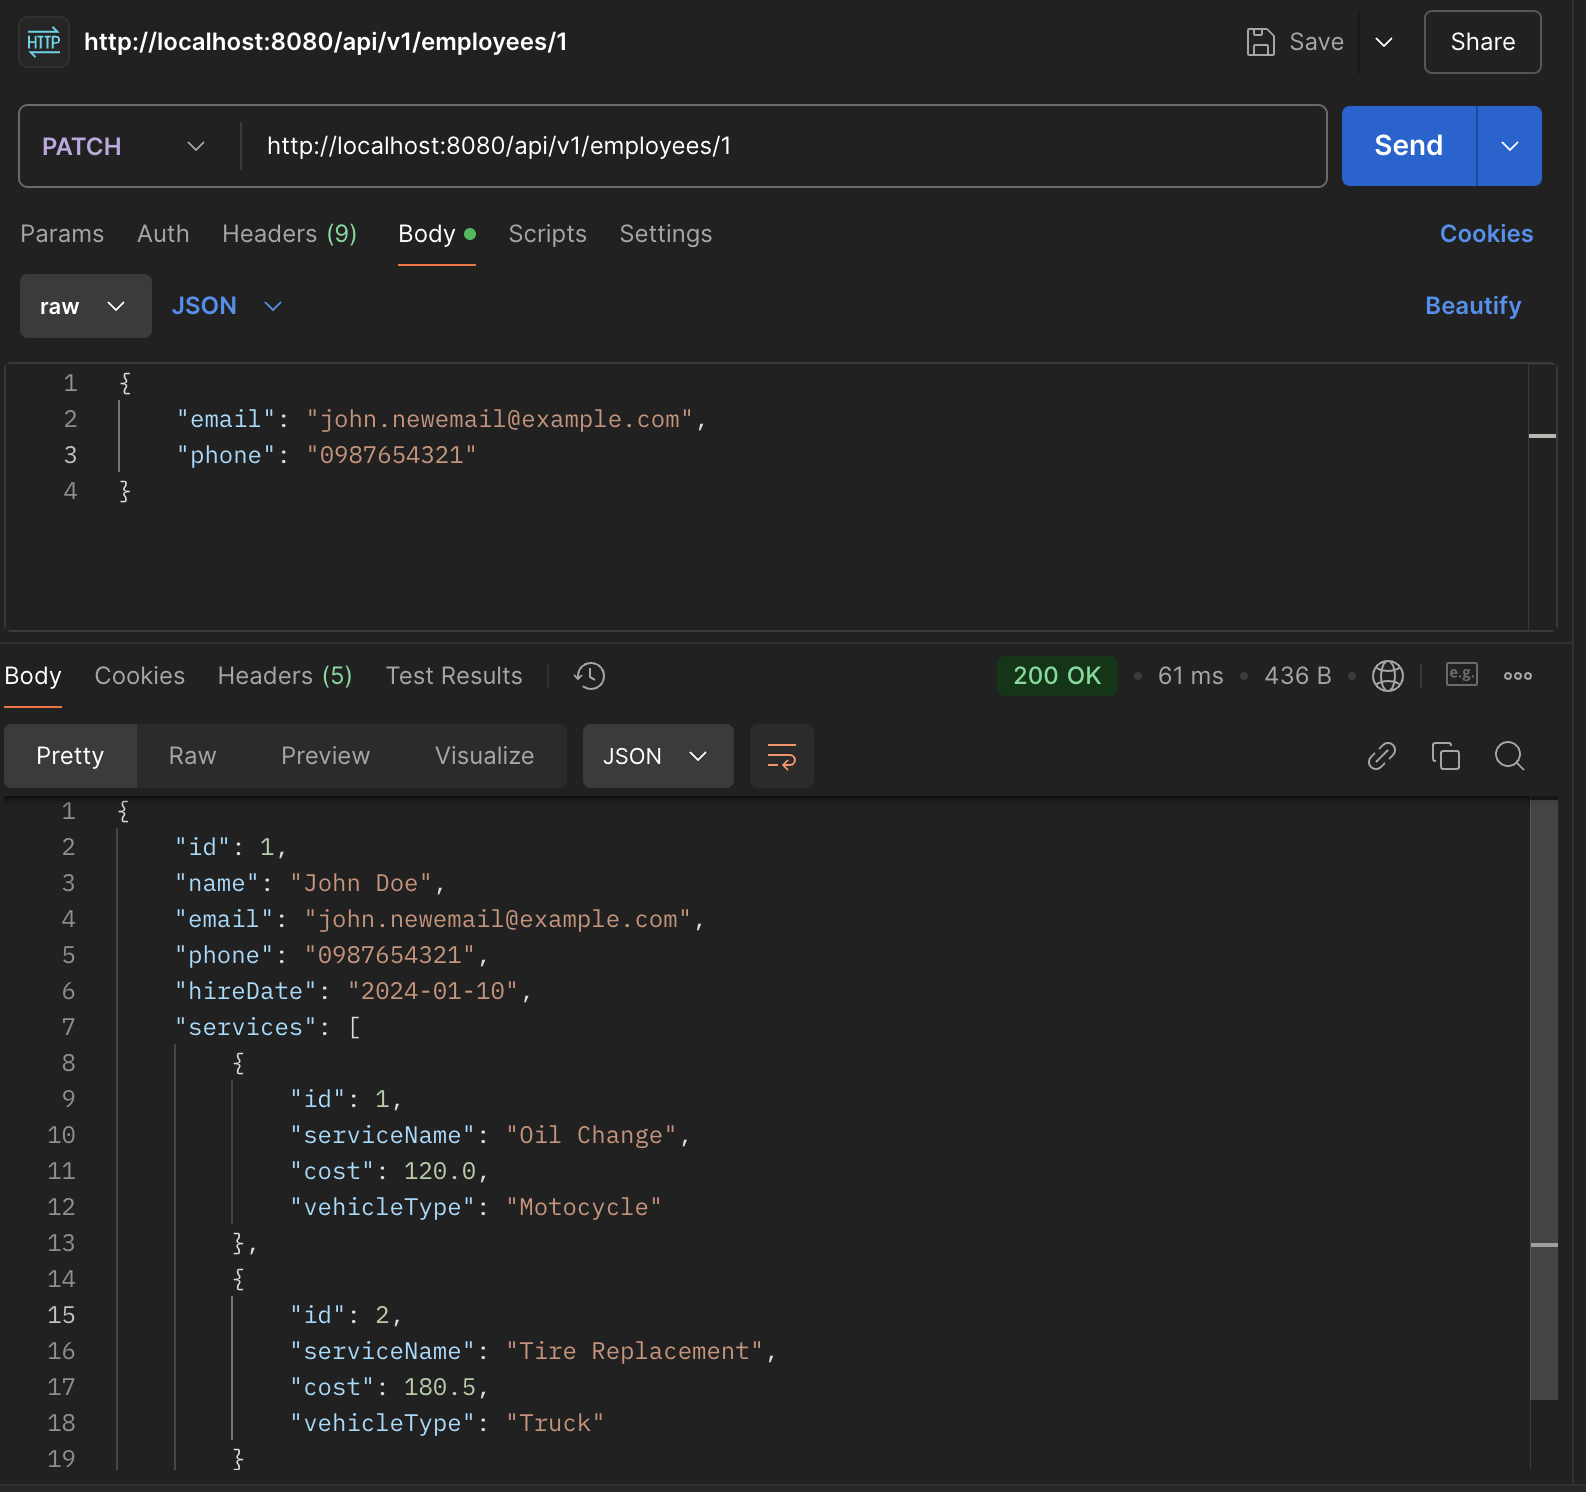 HTTP http://localhost:8080/api/v1/employees/1 Save Share
PATCH http://localhost:8080/api/v1/employees/1 Send
Params Auth Headers (9) Body Scripts Settings Cookies
raw JSON Beautify
1 {
2 "email": "john.newemail@example.com",
3 "phone": "0987654321"
4 }
Body Cookies Headers (5) Test Results 200 OK • 61 ms • 436 B • e.g.
Pretty Raw Preview Visualize JSON
1 {
2 "id": 1,
3 "name": "John Doe",
4 "email": "john.newemail@example.com",
5 "phone": "0987654321",
6 "hireDate": "2024-01-10",
7 "services": [
8 {
9 "id": 1,
10 "serviceName": "Oil Change",
11 "cost": 120.0,
12 "vehicleType": "Motocycle"
13 },
14 {
15 "id": 2,
16 "serviceName": "Tire Replacement",
17 "cost": 180.5,
18 "vehicleType": "Truck"
19 }